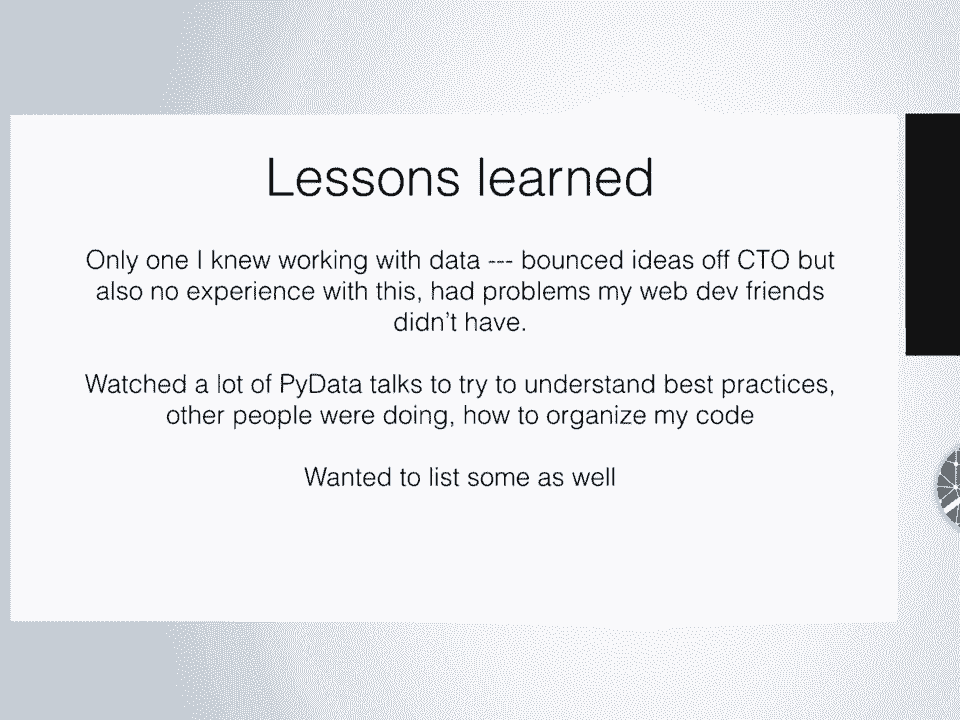 Lessons learned
Only one I knew working with data --- bounced ideas off CTO but
also no experience with this, had problems my web dev friends
didn't have.
Watched a lot of PyData talks to try to understand best practices,
other people were doing, how to organize my code
Wanted to list some as well